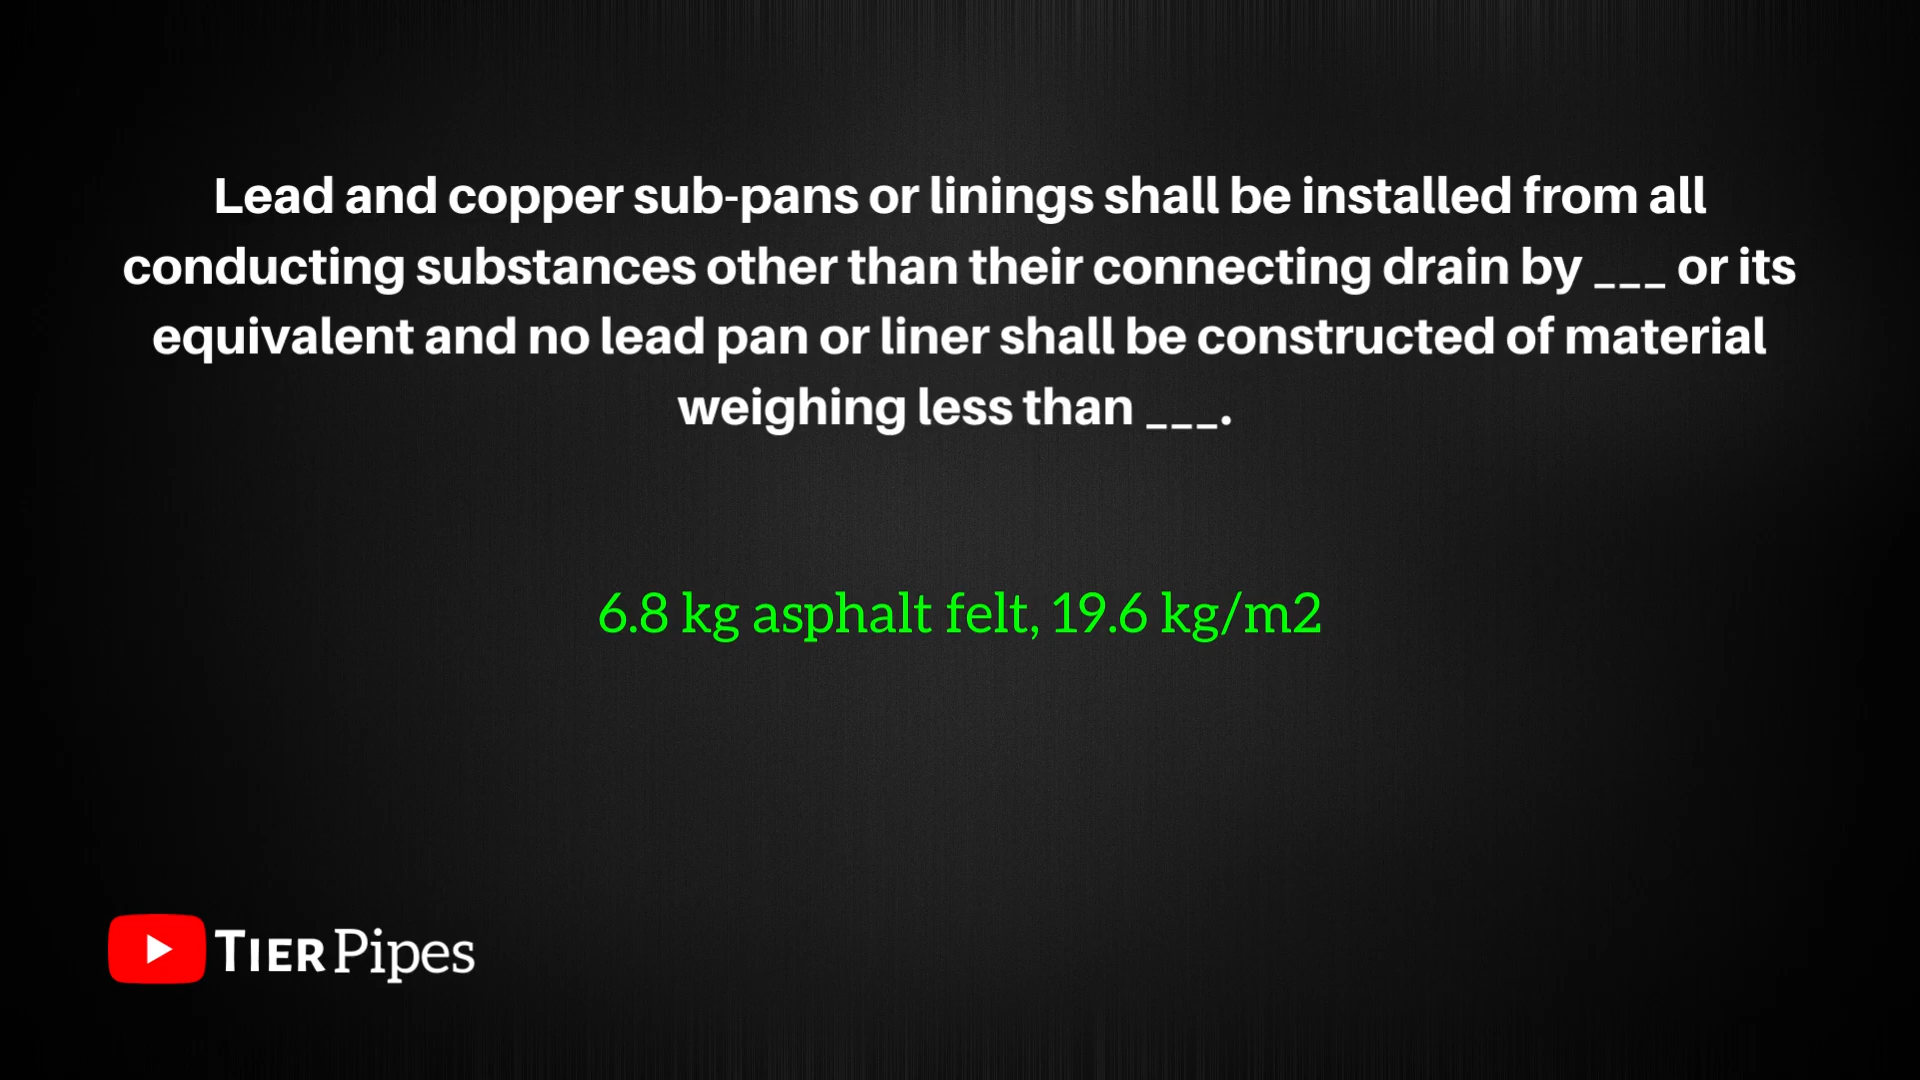 Lead and copper sub-pans or linings shall be installed from all
conducting substances other than their connecting drain by ___ or its
equivalent and no lead pan or liner shall be constructed of material
weighing less than ___.
6.8 kg asphalt felt, 19.6 kg/m2
TIER Pipes